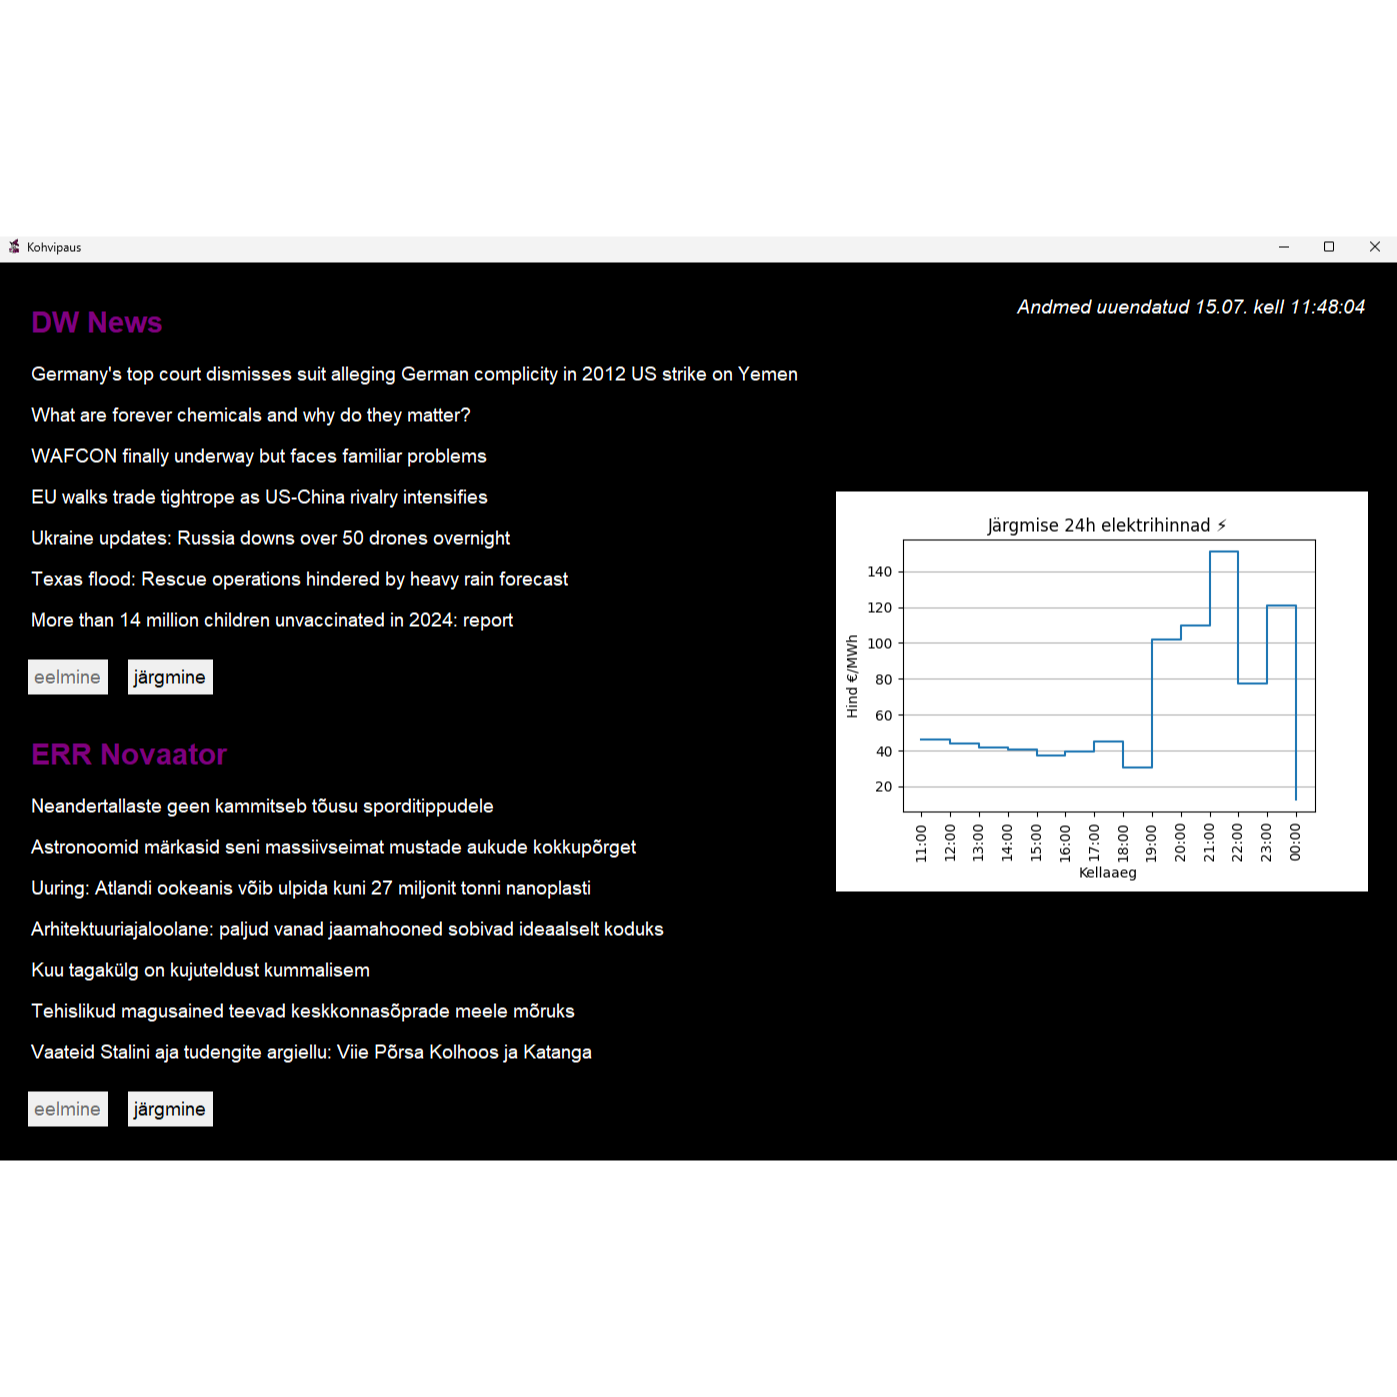 Kohvipaus
Andmed uuendatud 15.07. kell 11:48:04
DW News
Germany's top court dismisses suit alleging German complicity in 2012 US strike on Yemen
What are forever chemicals and why do they matter?
WAFCON finally underway but faces familiar problems
EU walks trade tightrope as US-China rivalry intensifies
Ukraine updates: Russia downs over 50 drones overnight
Texas flood: Rescue operations hindered by heavy rain forecast
More than 14 million children unvaccinated in 2024: report
eelmine järgmine
ERR Novaator
Neandertallaste geen kammitseb tõusu sporditippudele
Astronoomid märkasid seni massiivseimat mustade aukude kokkupõrget
Uuring: Atlandi ookeanis võib ulpida kuni 27 miljonit tonni nanoplasti
Arhitektuuriajaloolane: paljud vanad jaamahooned sobivad ideaalselt koduks
Kuu tagakülg on kujuteldust kummalisem
Tehislikud magusained teevad keskkonnasõprade meele mõruks
Vaateid Stalini aja tudengite argiellu: Viie Põrsa Kolhoos ja Katanga
eelmine järgmine
Järgmise 24h elektrihinnad ⚡
Hind €/MWh
140
120
100
80
60
40
20
11:00 12:00 13:00 14:00 15:00 16:00 17:00 18:00 19:00 20:00 21:00 22:00 23:00 00:00
Kellaaeg